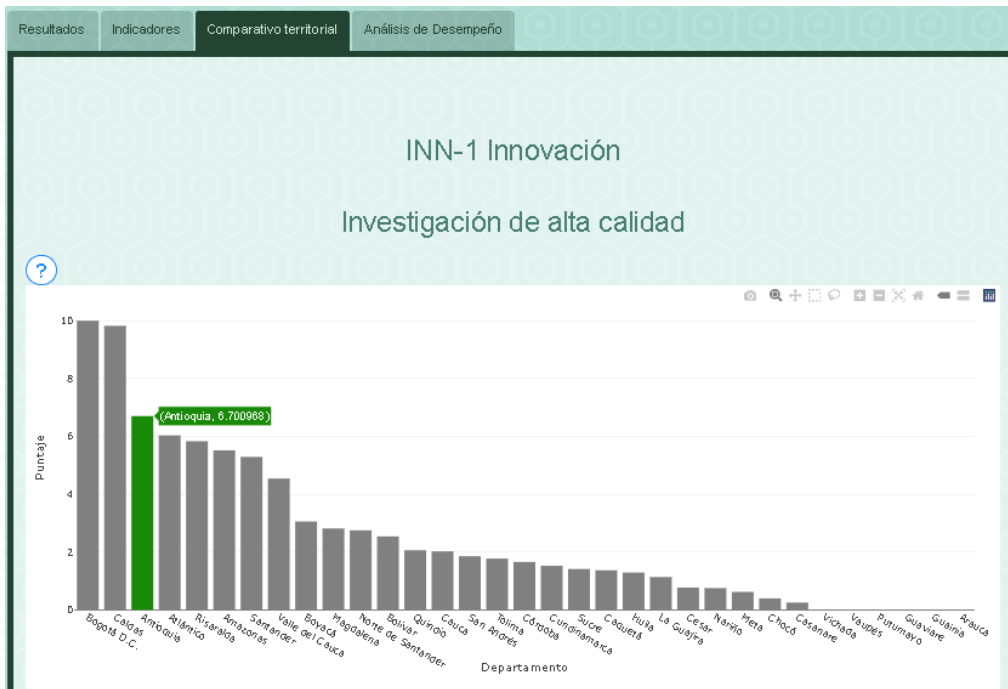 Resultados
Indicadores
Comparativo territorial
Análisis de Desempeño
INN-1 Innovación
Investigación de alta calidad
?
10
8
6
4
2
0
Puntaje
(Antioquia, 6.700968)
Bogotá D.C.
Caldas
Antioquia
Atlántico
Risaralda
Amazonas
Santander
Valle del Cauca
Boyacá
Magdalena
Norte de Santander
Bolívar
Quindío
Cauca
San Andrés
Tolima
Córdoba
Cundinamarca
Sucre
Caquetá
Huila
La Guajira
Cesar
Nariño
Meta
Chocó
Casanare
Vichada
Vaupés
Putumayo
Guaviare
Guainía
Arauca
Departamento